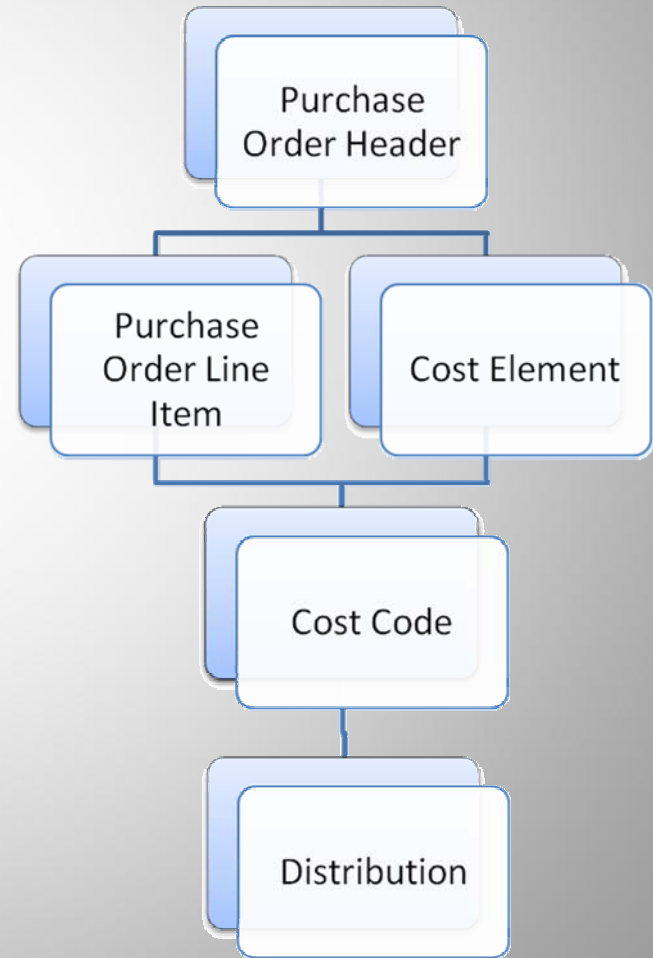 Purchase
Order Header
Purchase
Order Line
Item
Cost Element
Cost Code
Distribution